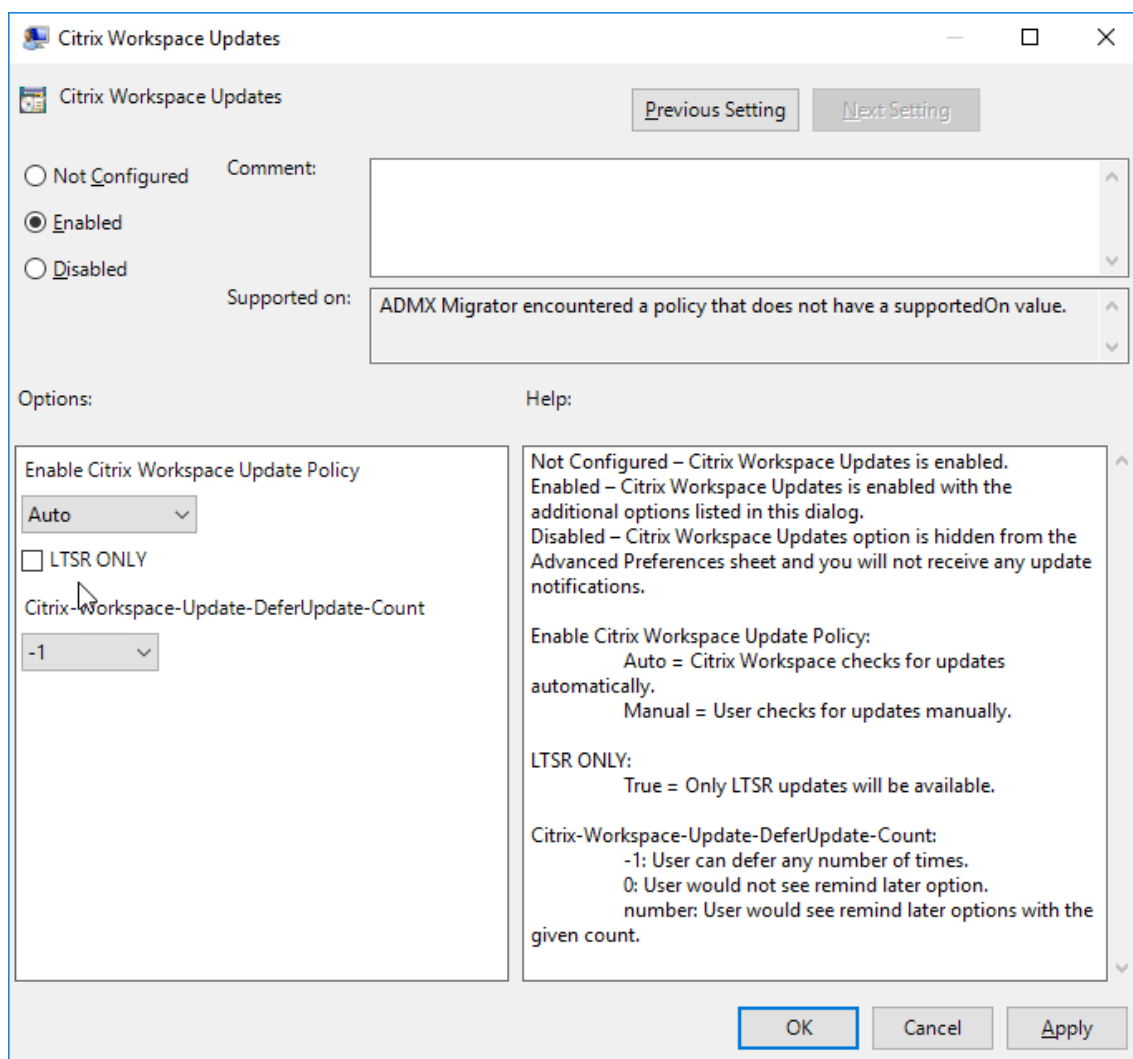 Citrix Workspace Updates
Citrix Workspace Updates
Previous Setting
Next Setting
Not Configured
Comment:
Enabled
Disabled
Supported on:
ADMX Migrator encountered a policy that does not have a supportedOn value.
Options:
Help:
Enable Citrix Workspace Update Policy
Auto
LTSR ONLY
Citrix-Workspace-Update-DeferUpdate-Count
-1
Not Configured – Citrix Workspace Updates is enabled.
Enabled – Citrix Workspace Updates is enabled with the
additional options listed in this dialog.
Disabled – Citrix Workspace Updates option is hidden from the
Advanced Preferences sheet and you will not receive any update
notifications.
Enable Citrix Workspace Update Policy:
Auto = Citrix Workspace checks for updates
automatically.
Manual = User checks for updates manually.
LTSR ONLY:
True = Only LTSR updates will be available.
Citrix-Workspace-Update-DeferUpdate-Count:
-1: User can defer any number of times.
0: User would not see remind later option.
number: User would see remind later options with the
given count.
OK
Cancel
Apply